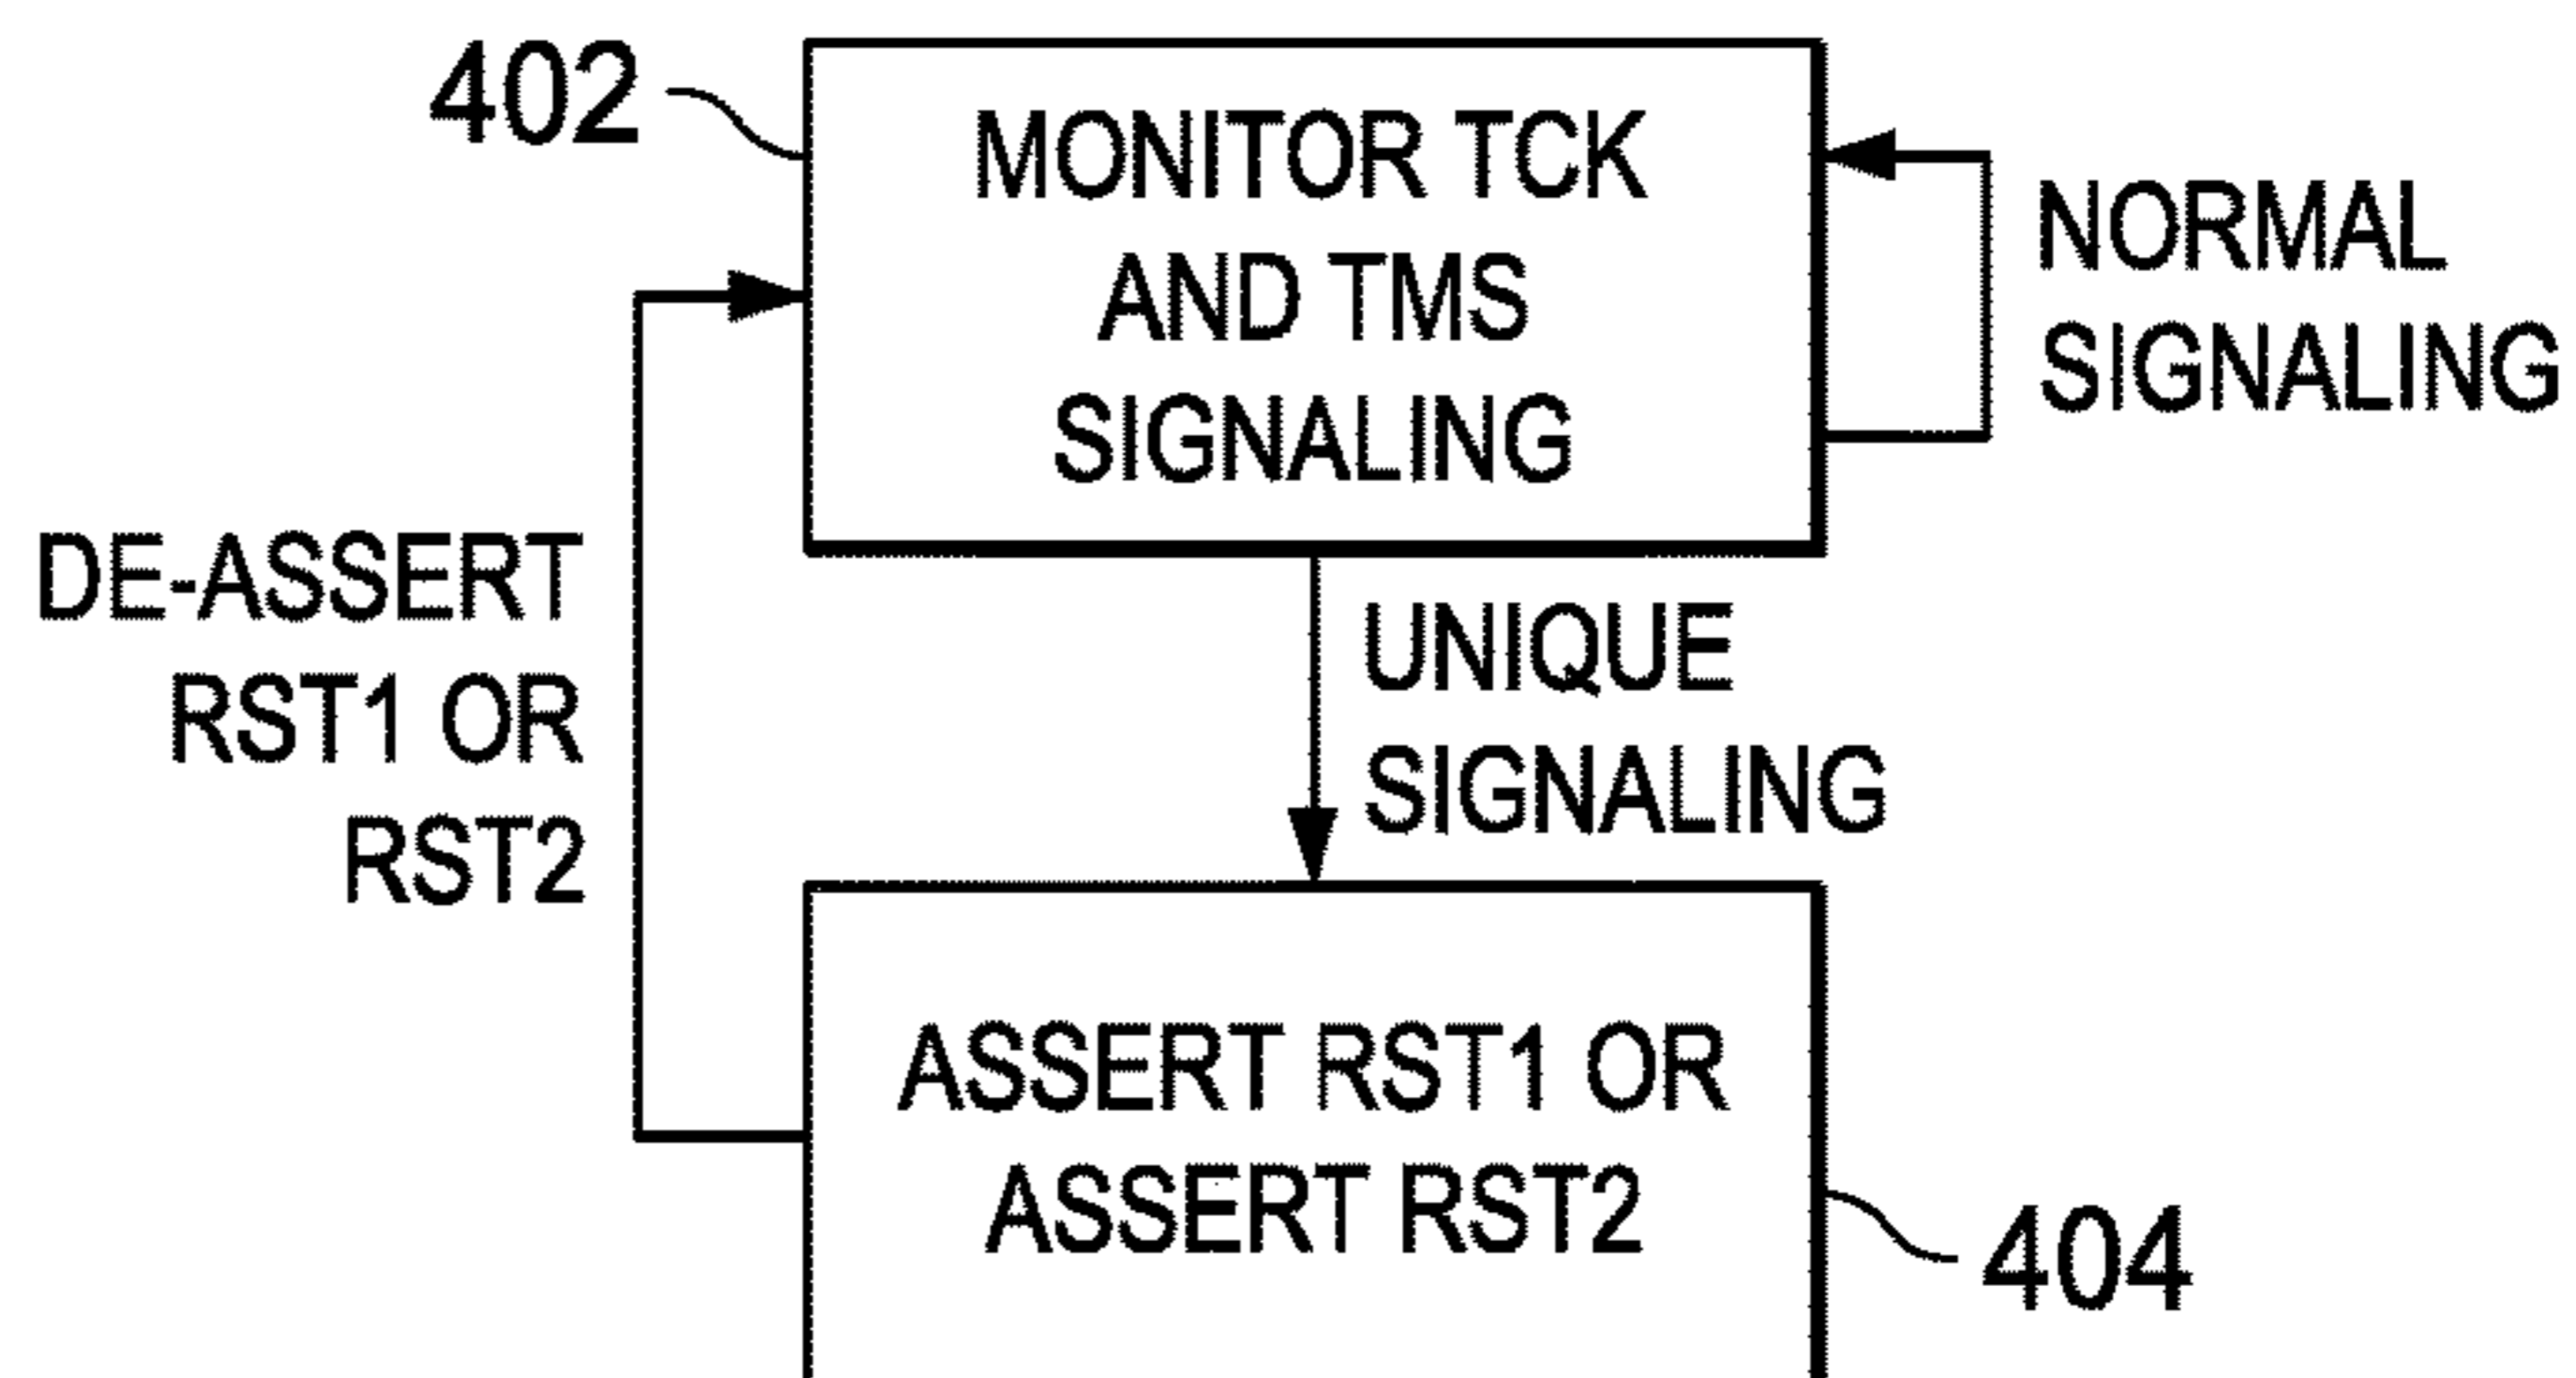 402
MONITOR TCK
AND TMS
SIGNALING
NORMAL
SIGNALING
DE-ASSERT
RST1 OR
RST2
UNIQUE
SIGNALING
ASSERT RST1 OR
ASSERT RST2
404